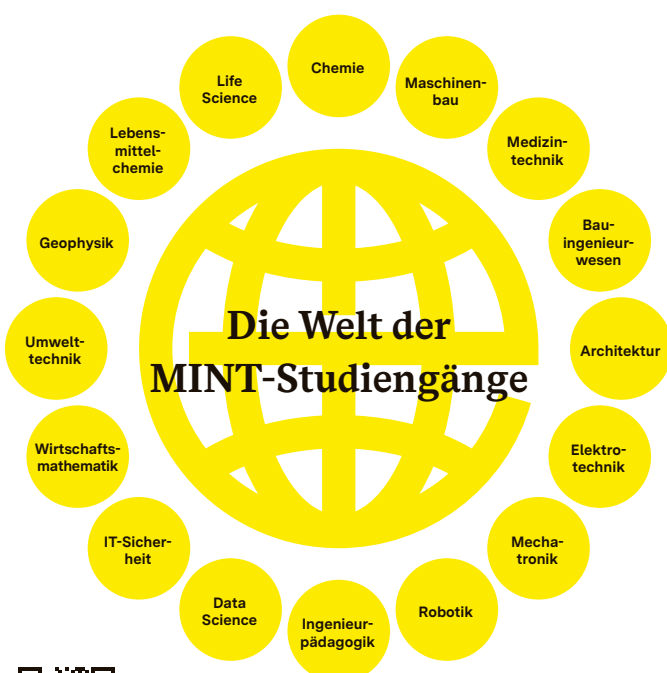 Chemie
Maschinen-
bau
Medizin-
technik
Bau-
ingenieur-
wesen
Architektur
Elektro-
technik
Mecha-
tronik
Robotik
Ingenieur-
pädagogik
Data
Science
IT-Sicher-
heit
Wirtschafts-
mathematik
Umwelt-
technik
Geophysik
Lebens-
mittel-
chemie
Life
Science
Die Welt der
MINT-Studiengänge